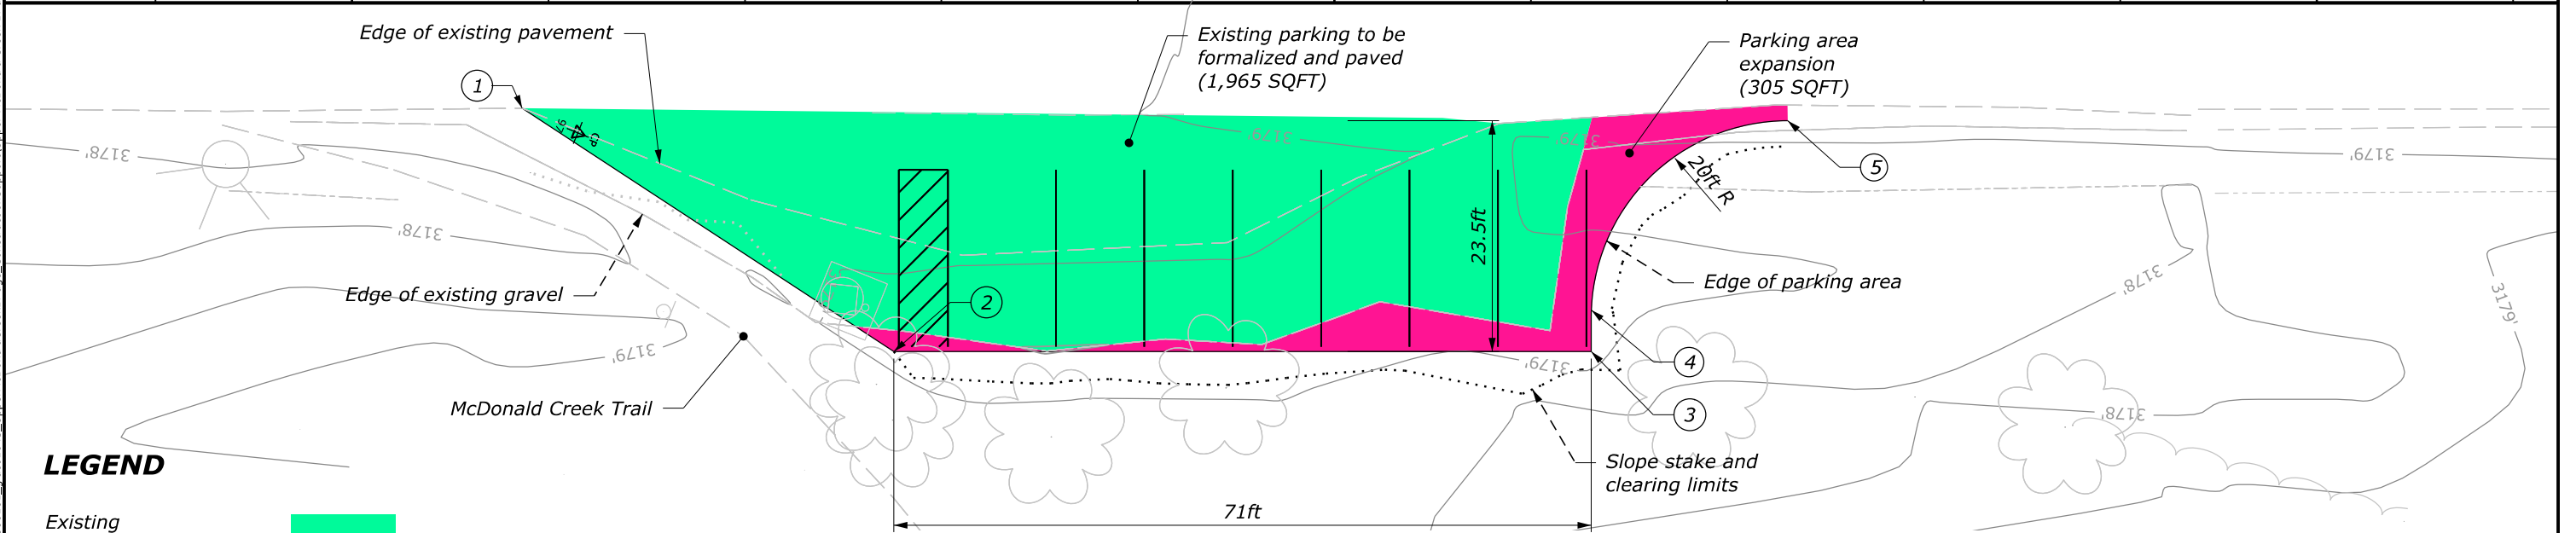 Edge of existing pavement
Existing parking to be
formalized and paved
(1,965 SQFT)
Parking area
expansion
(305 SQFT)
1
3179'
3179'
3178'
3179'
5
20ft R
3178'
23.5ft
Edge of existing gravel
2
Edge of parking area
3178'
3179'
3179'
3179'
4
McDonald Creek Trail
3
3178'
LEGEND
Slope stake and
clearing limits
71ft
Existing